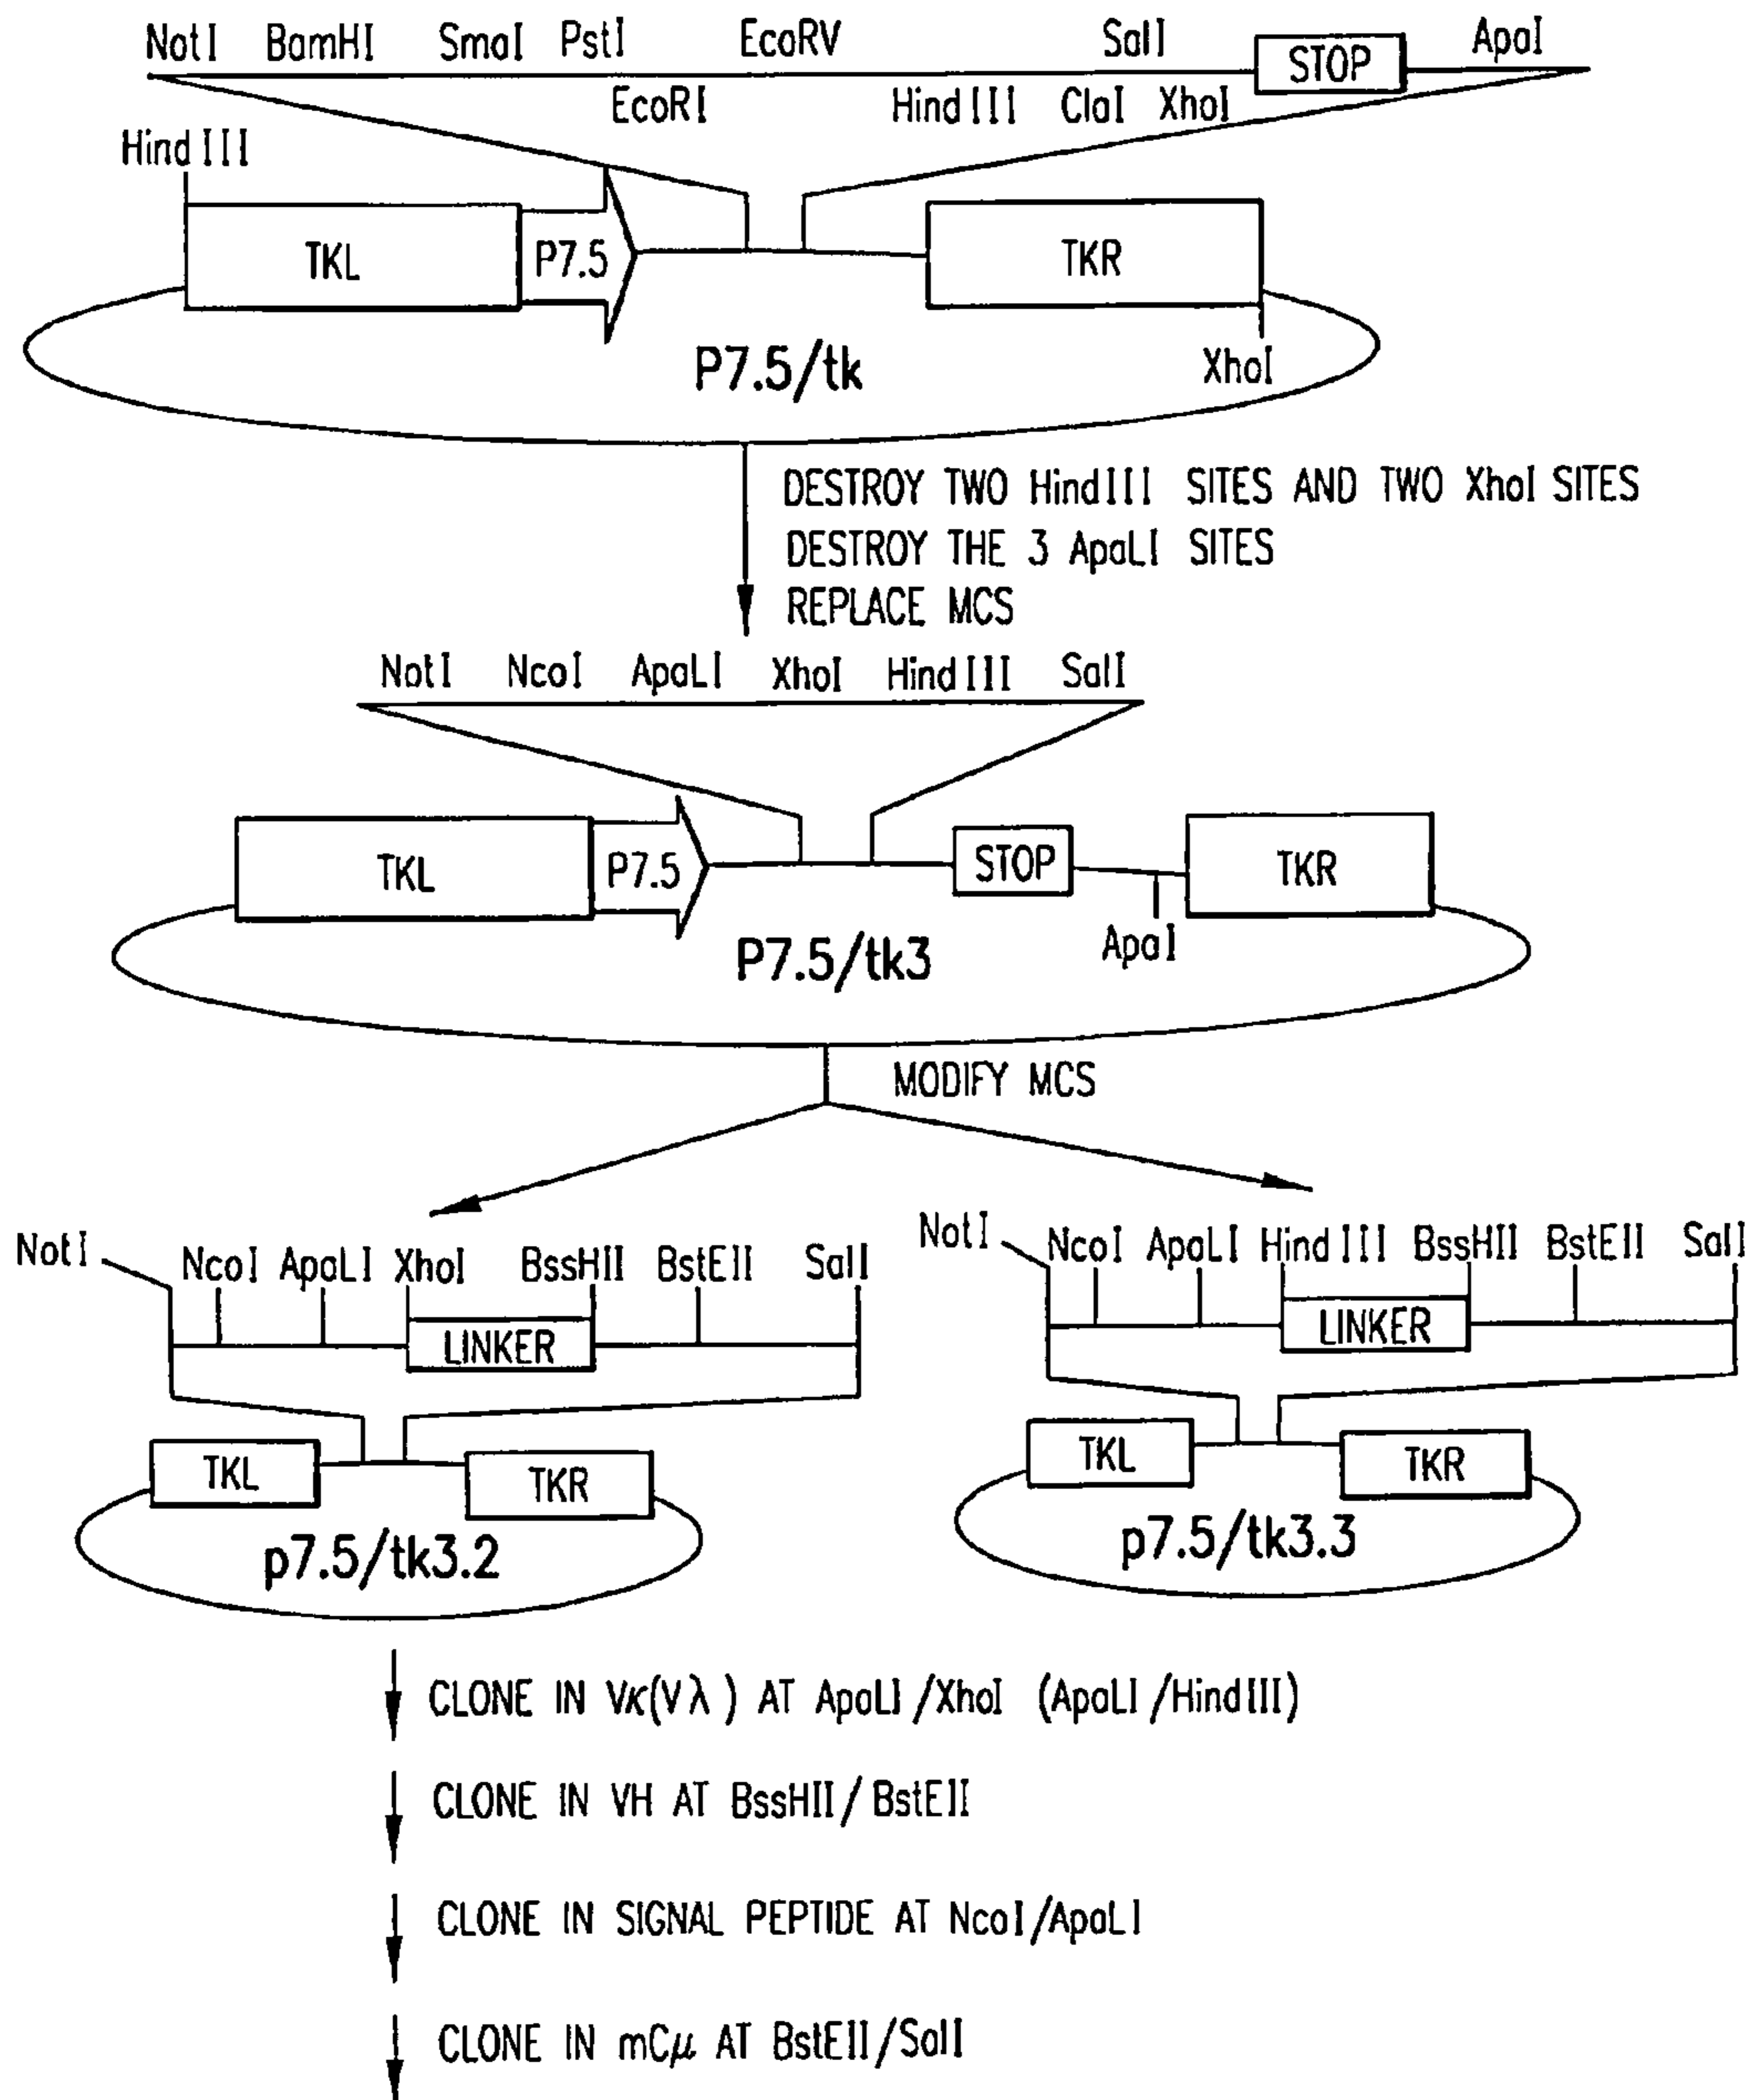 NotI BamHI SmaI PstI EcoRV SalI STOP ApaI
EcoRI HindIII ClaI XhoI
HindIII
TKL P7.5 TKR
XhoI
P7.5/tk
DESTROY TWO HindIII SITES AND TWO XhoI SITES
DESTROY THE 3 ApaLI SITES
REPLACE MCS
NotI NcoI ApaLI XhoI HindIII SalI
TKL P7.5 STOP TKR
ApaI
P7.5/tk3
MODIFY MCS
NotI NcoI ApaLI XhoI BssHII BstEII SalI
LINKER
TKL TKR
p7.5/tk3.2
NotI NcoI ApaLI HindIII BssHII BstEII SalI
LINKER
TKL TKR
p7.5/tk3.3
CLONE IN Vκ(Vλ) AT ApaLI/XhoI (ApaLI/HindIII)
CLONE IN VH AT BssHII/BstEII
CLONE IN SIGNAL PEPTIDE AT NcoI/ApaLI
CLONE IN mCμ AT BstEII/SalI